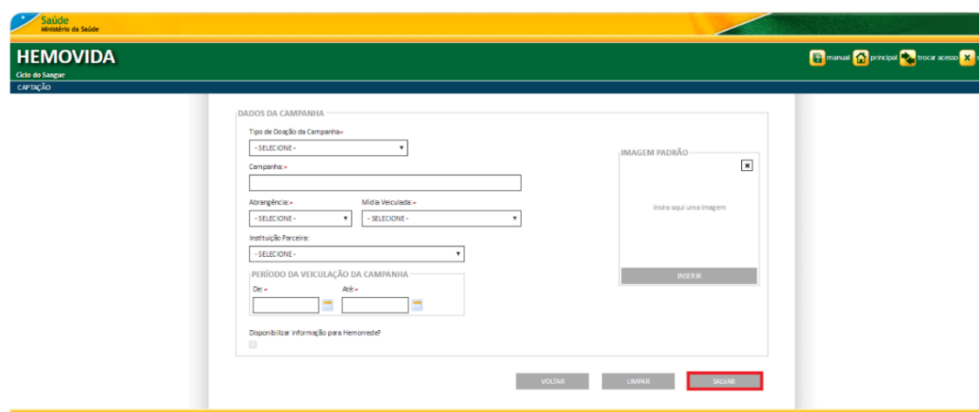 Saúde
Ministério da Saúde
HEMOVIDA
Ciclo do Sangue
manual principal trocar acesso
CAPTAÇÃO
DADOS DA CAMPANHA
Tipo de Doação da Campanha:*
- SELECIONE -
Campanha:*
Abrangência:* Mídia Veiculada:*
- SELECIONE - - SELECIONE -
Instituição Parceira:
- SELECIONE -
PERÍODO DA VEICULAÇÃO DA CAMPANHA
De:* Até:*
Disponibilizar informação para Hemorrede?
IMAGEM PADRÃO
Insira aqui uma imagem
INSERIR
VOLTAR LIMPAR SALVAR